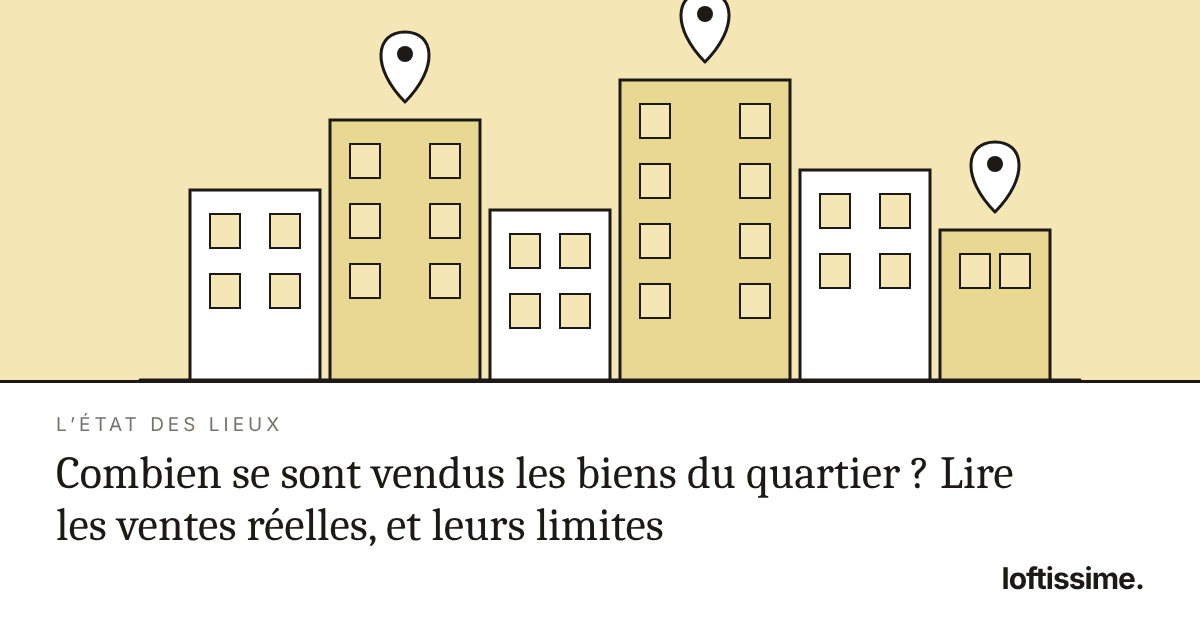 L’ÉTAT DES LIEUX
Combien se sont vendus les biens du quartier ? Lire
les ventes réelles, et leurs limites
loftissime.